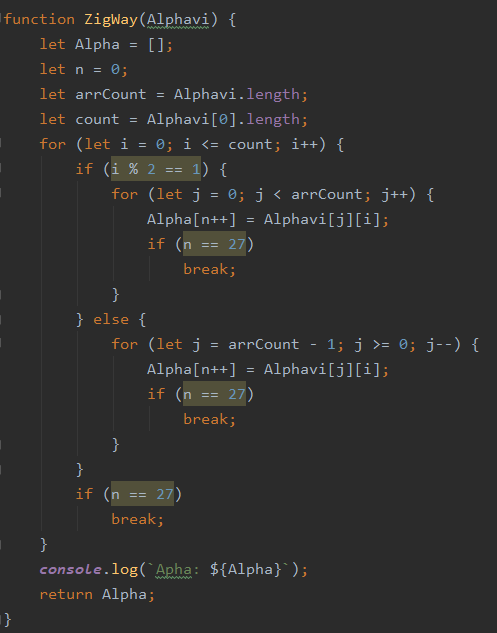 function ZigWay(Alphavi) {
    let Alpha = [];
    let n = 0;
    let arrCount = Alphavi.length;
    let count = Alphavi[0].length;
    for (let i = 0; i <= count; i++) {
        if (i % 2 == 1) {
            for (let j = 0; j < arrCount; j++) {
                Alpha[n++] = Alphavi[j][i];
                if (n == 27)
                    break;
            }
        } else {
            for (let j = arrCount - 1; j >= 0; j--) {
                Alpha[n++] = Alphavi[j][i];
                if (n == 27)
                    break;
            }
        }
        if (n == 27)
            break;
    }
    console.log(`Apha: ${Alpha}`);
    return Alpha;
}